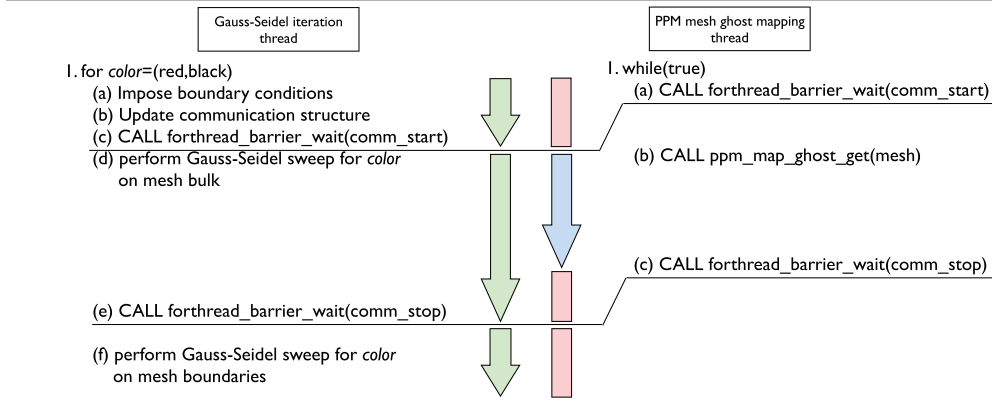 Gauss-Seidel iteration
thread
1. for color=(red,black)
(a) Impose boundary conditions
(b) Update communication structure
(c) CALL forthread_barrier_wait(comm_start)
(d) perform Gauss-Seidel sweep for color
on mesh bulk
(e) CALL forthread_barrier_wait(comm_stop)
(f) perform Gauss-Seidel sweep for color
on mesh boundaries
PPM mesh ghost mapping
thread
1. while(true)
(a) CALL forthread_barrier_wait(comm_start)
(b) CALL ppm_map_ghost_get(mesh)
(c) CALL forthread_barrier_wait(comm_stop)